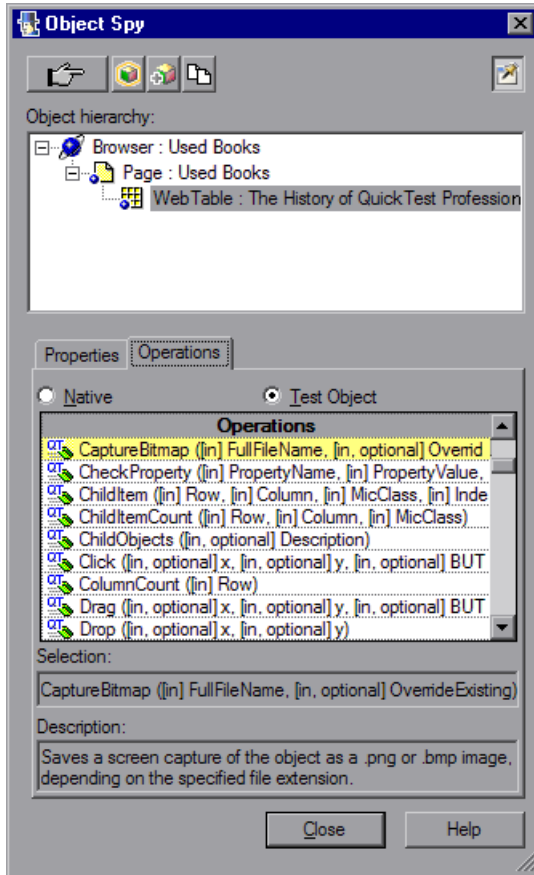 Object Spy
Object hierarchy:
Browser : Used Books
Page : Used Books
WebTable : The History of QuickTest Profession
Properties
Operations
Native
Test Object
Operations
CaptureBitmap ([in] FullFileName, [in, optional] Overrid
CheckProperty ([in] PropertyName, [in] PropertyValue,
ChildItem ([in] Row, [in] Column, [in] MicClass, [in] Inde
ChildItemCount ([in] Row, [in] Column, [in] MicClass)
ChildObjects ([in, optional] Description)
Click ([in, optional] x, [in, optional] y, [in, optional] BUT
ColumnCount ([in] Row)
Drag ([in, optional] x, [in, optional] y, [in, optional] BUT
Drop ([in, optional] x, [in, optional] y)
Selection:
CaptureBitmap ([in] FullFileName, [in, optional] OverrideExisting)
Description:
Saves a screen capture of the object as a .png or .bmp image,
depending on the specified file extension.
Close
Help